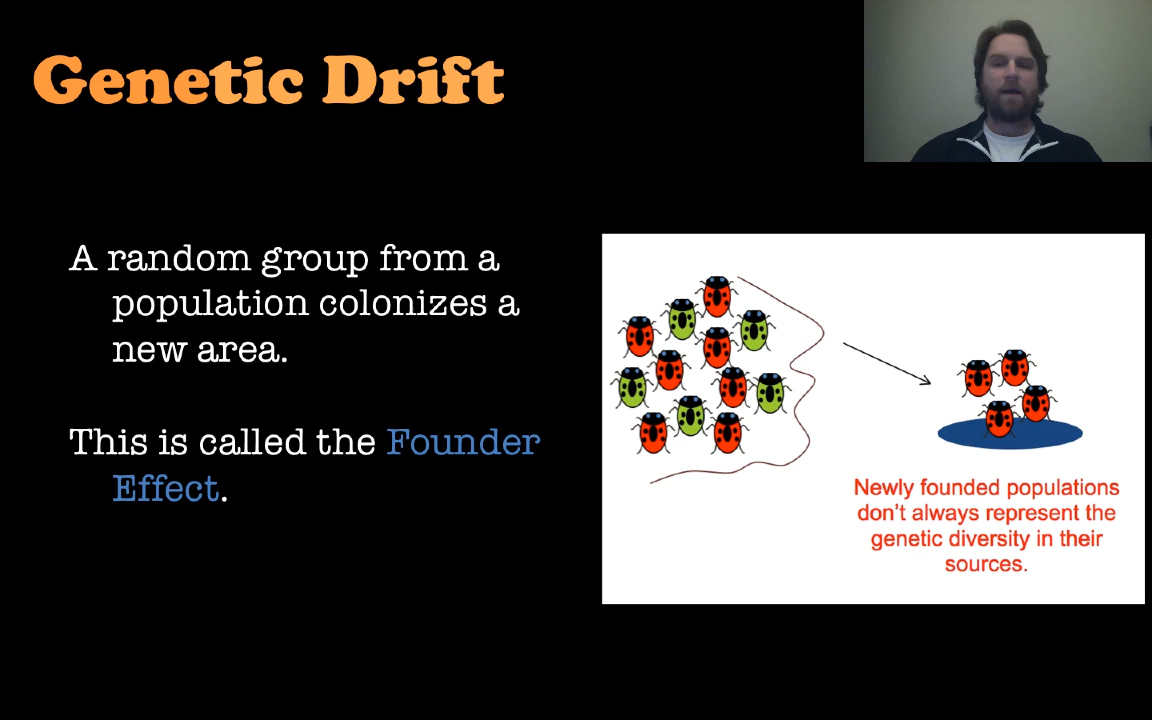 Genetic Drift
A random group from a
population colonizes a
new area.
This is called the Founder
Effect.
Newly founded populations
don't always represent the
genetic diversity in their
sources.